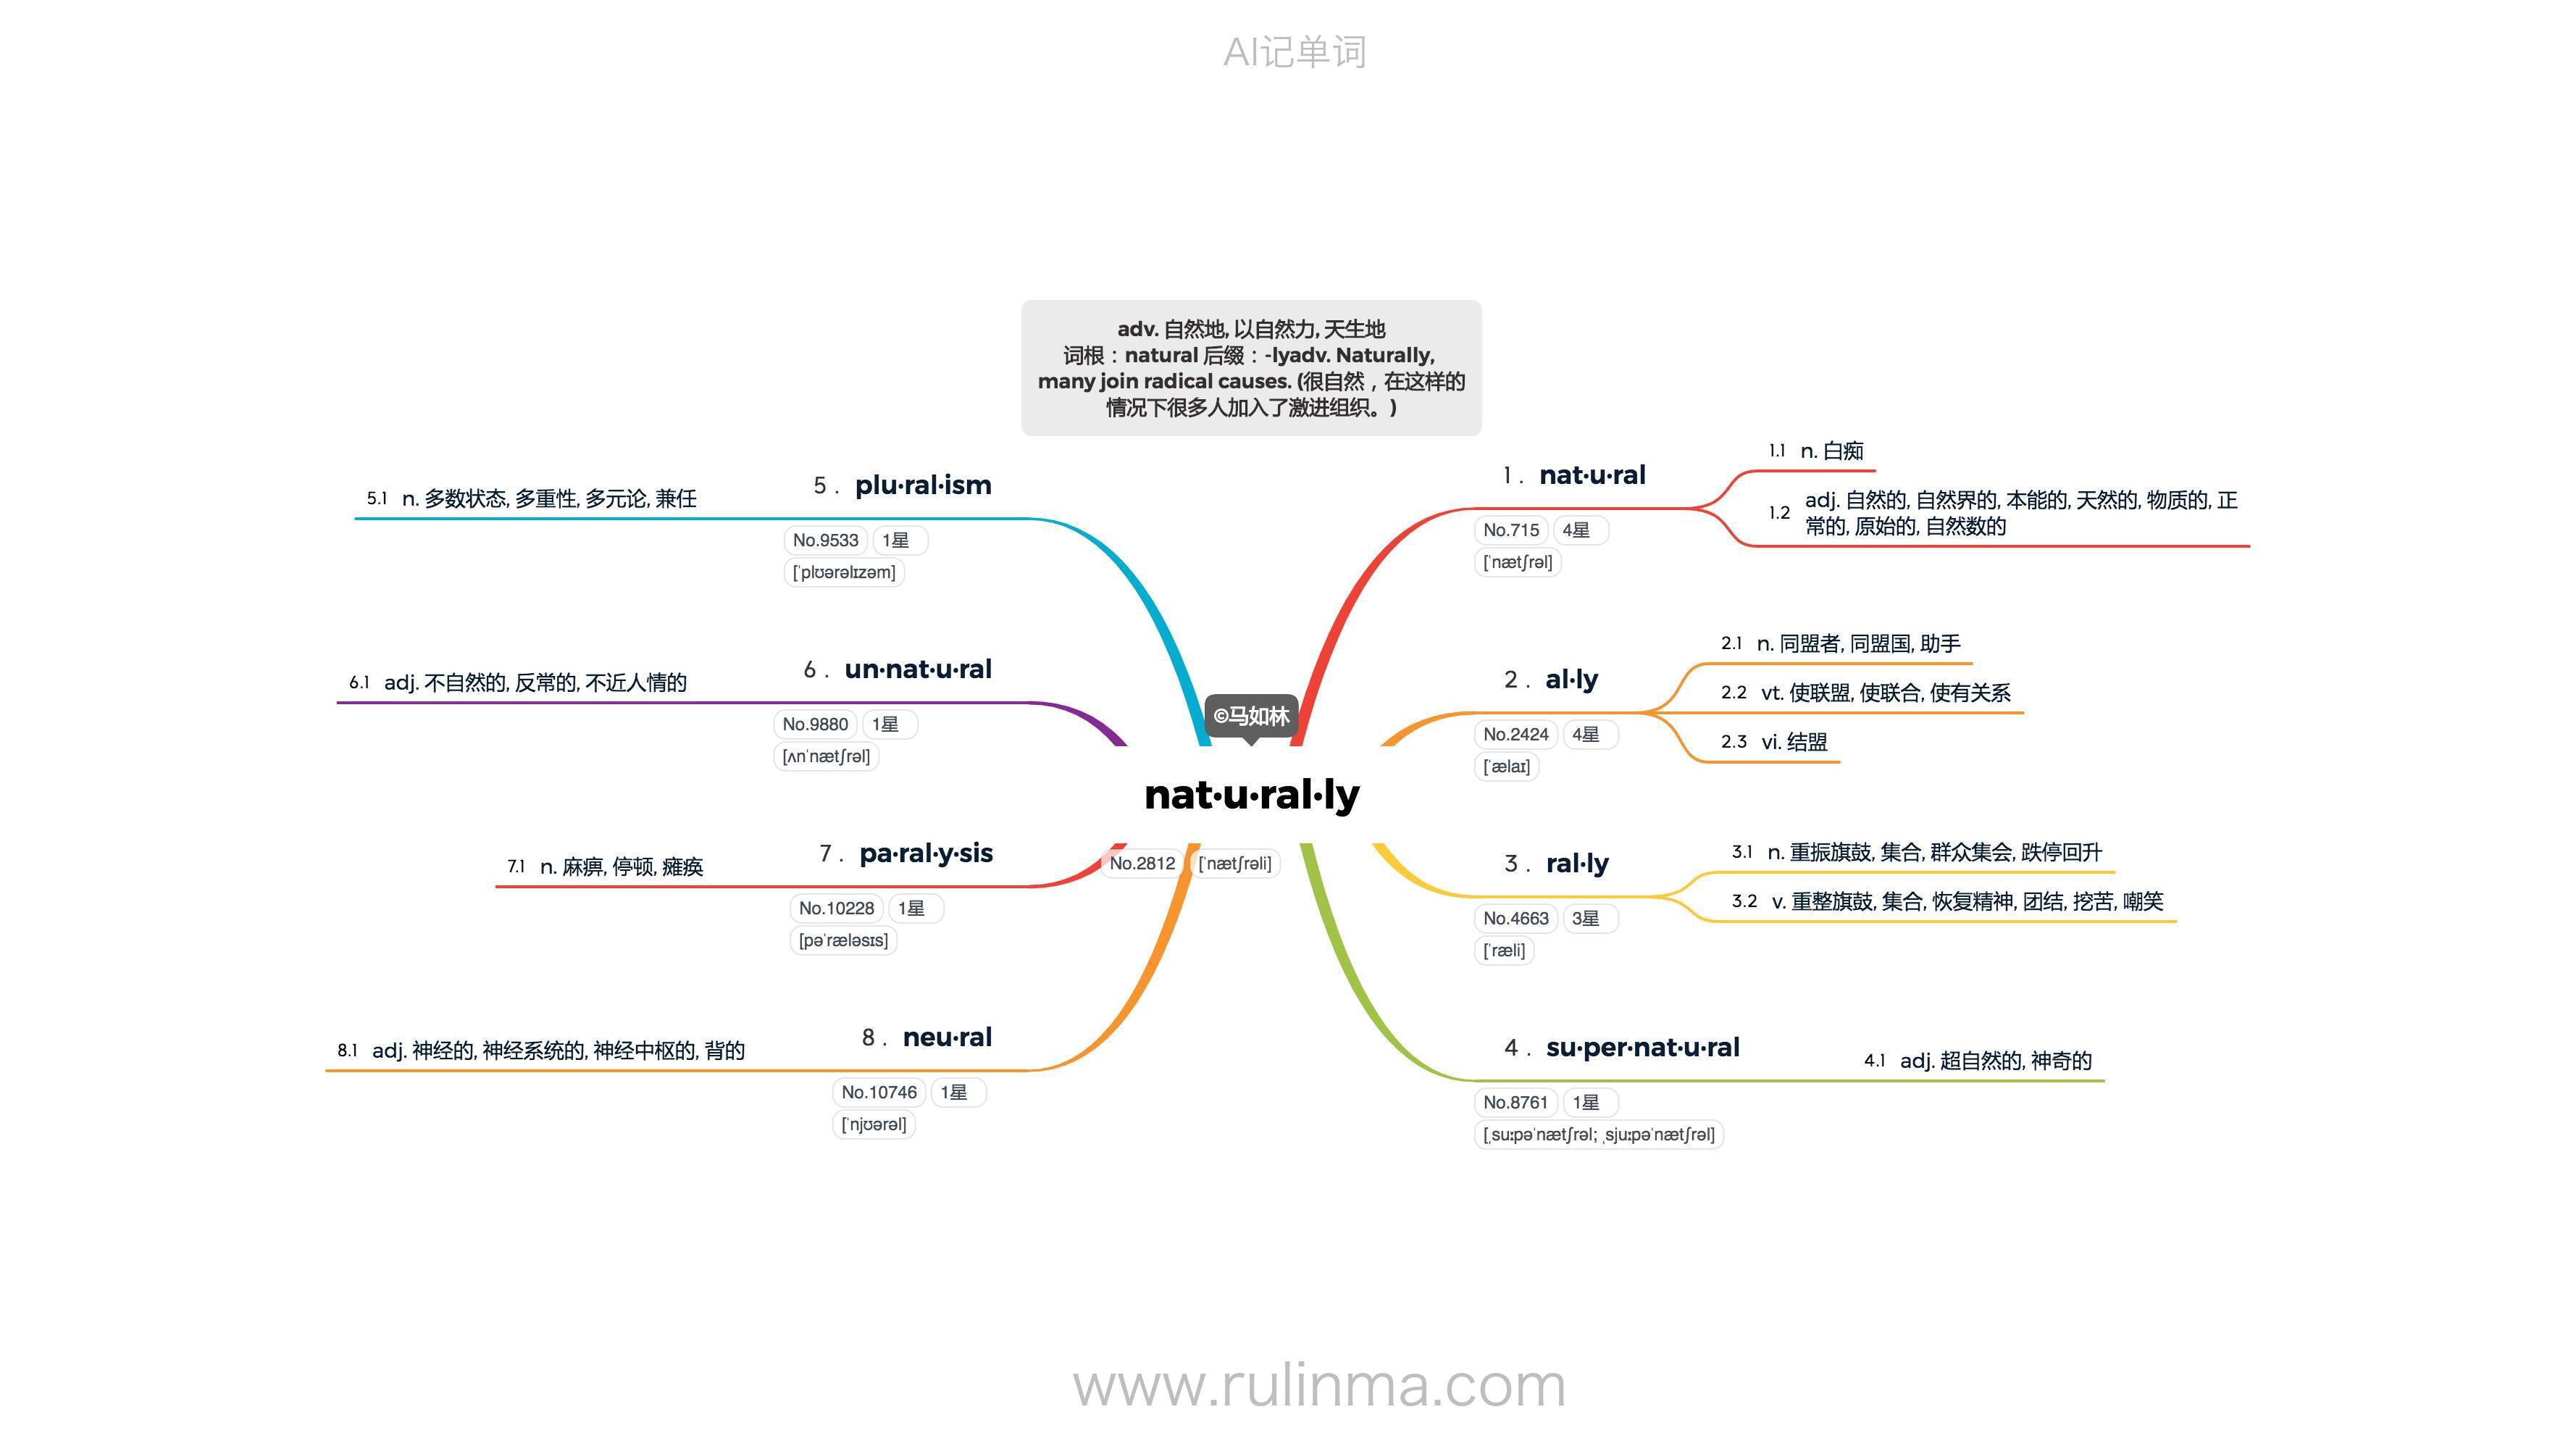 AI记单词
adv. 自然地, 以自然力, 天生地
词根：natural 后缀：-lyadv. Naturally,
many join radical causes. (很自然，在这样的
情况下很多人加入了激进组织。)
©马如林
nat·u·ral·ly
No.2812 [ˈnætʃrəli]
1 . nat·u·ral
No.715 4星
[ˈnætʃrəl]
1.1 n. 白痴
1.2 adj. 自然的, 自然界的, 本能的, 天然的, 物质的, 正
常的, 原始的, 自然数的
2 . al·ly
No.2424 4星
[ˈælaɪ]
2.1 n. 同盟者, 同盟国, 助手
2.2 vt. 使联盟, 使联合, 使有关系
2.3 vi. 结盟
3 . ral·ly
No.4663 3星
[ˈræli]
3.1 n. 重振旗鼓, 集合, 群众集会, 跌停回升
3.2 v. 重整旗鼓, 集合, 恢复精神, 团结, 挖苦, 嘲笑
4 . su·per·nat·u·ral
No.8761 1星
[ˌsuːpəˈnætʃrəl; ˌsjuːpəˈnætʃrəl]
4.1 adj. 超自然的, 神奇的
5 . plu·ral·ism
No.9533 1星
[ˈplʊərəlɪzəm]
5.1 n. 多数状态, 多重性, 多元论, 兼任
6 . un·nat·u·ral
No.9880 1星
[ʌnˈnætʃrəl]
6.1 adj. 不自然的, 反常的, 不近人情的
7 . pa·ral·y·sis
No.10228 1星
[pəˈræləsɪs]
7.1 n. 麻痹, 停顿, 瘫痪
8 . neu·ral
No.10746 1星
[ˈnjʊərəl]
8.1 adj. 神经的, 神经系统的, 神经中枢的, 背的
www.rulinma.com